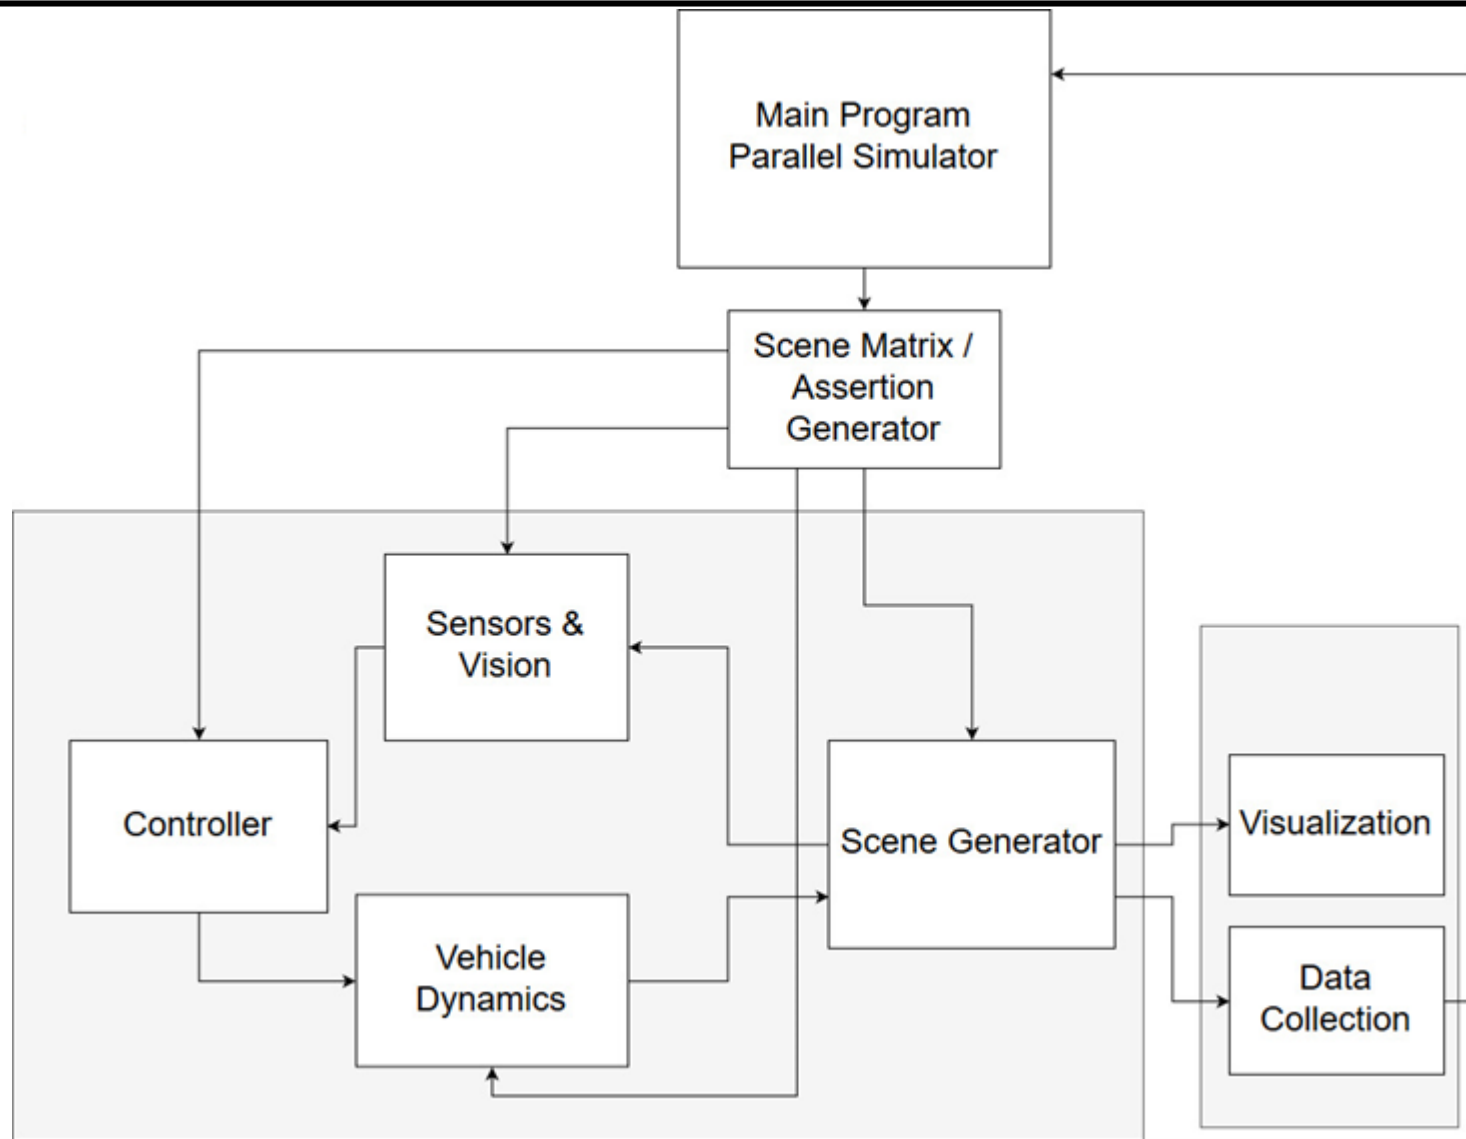 Main Program
Parallel Simulator
Scene Matrix /
Assertion
Generator
Sensors &
Vision
Controller
Scene Generator
Visualization
Vehicle
Dynamics
Data
Collection